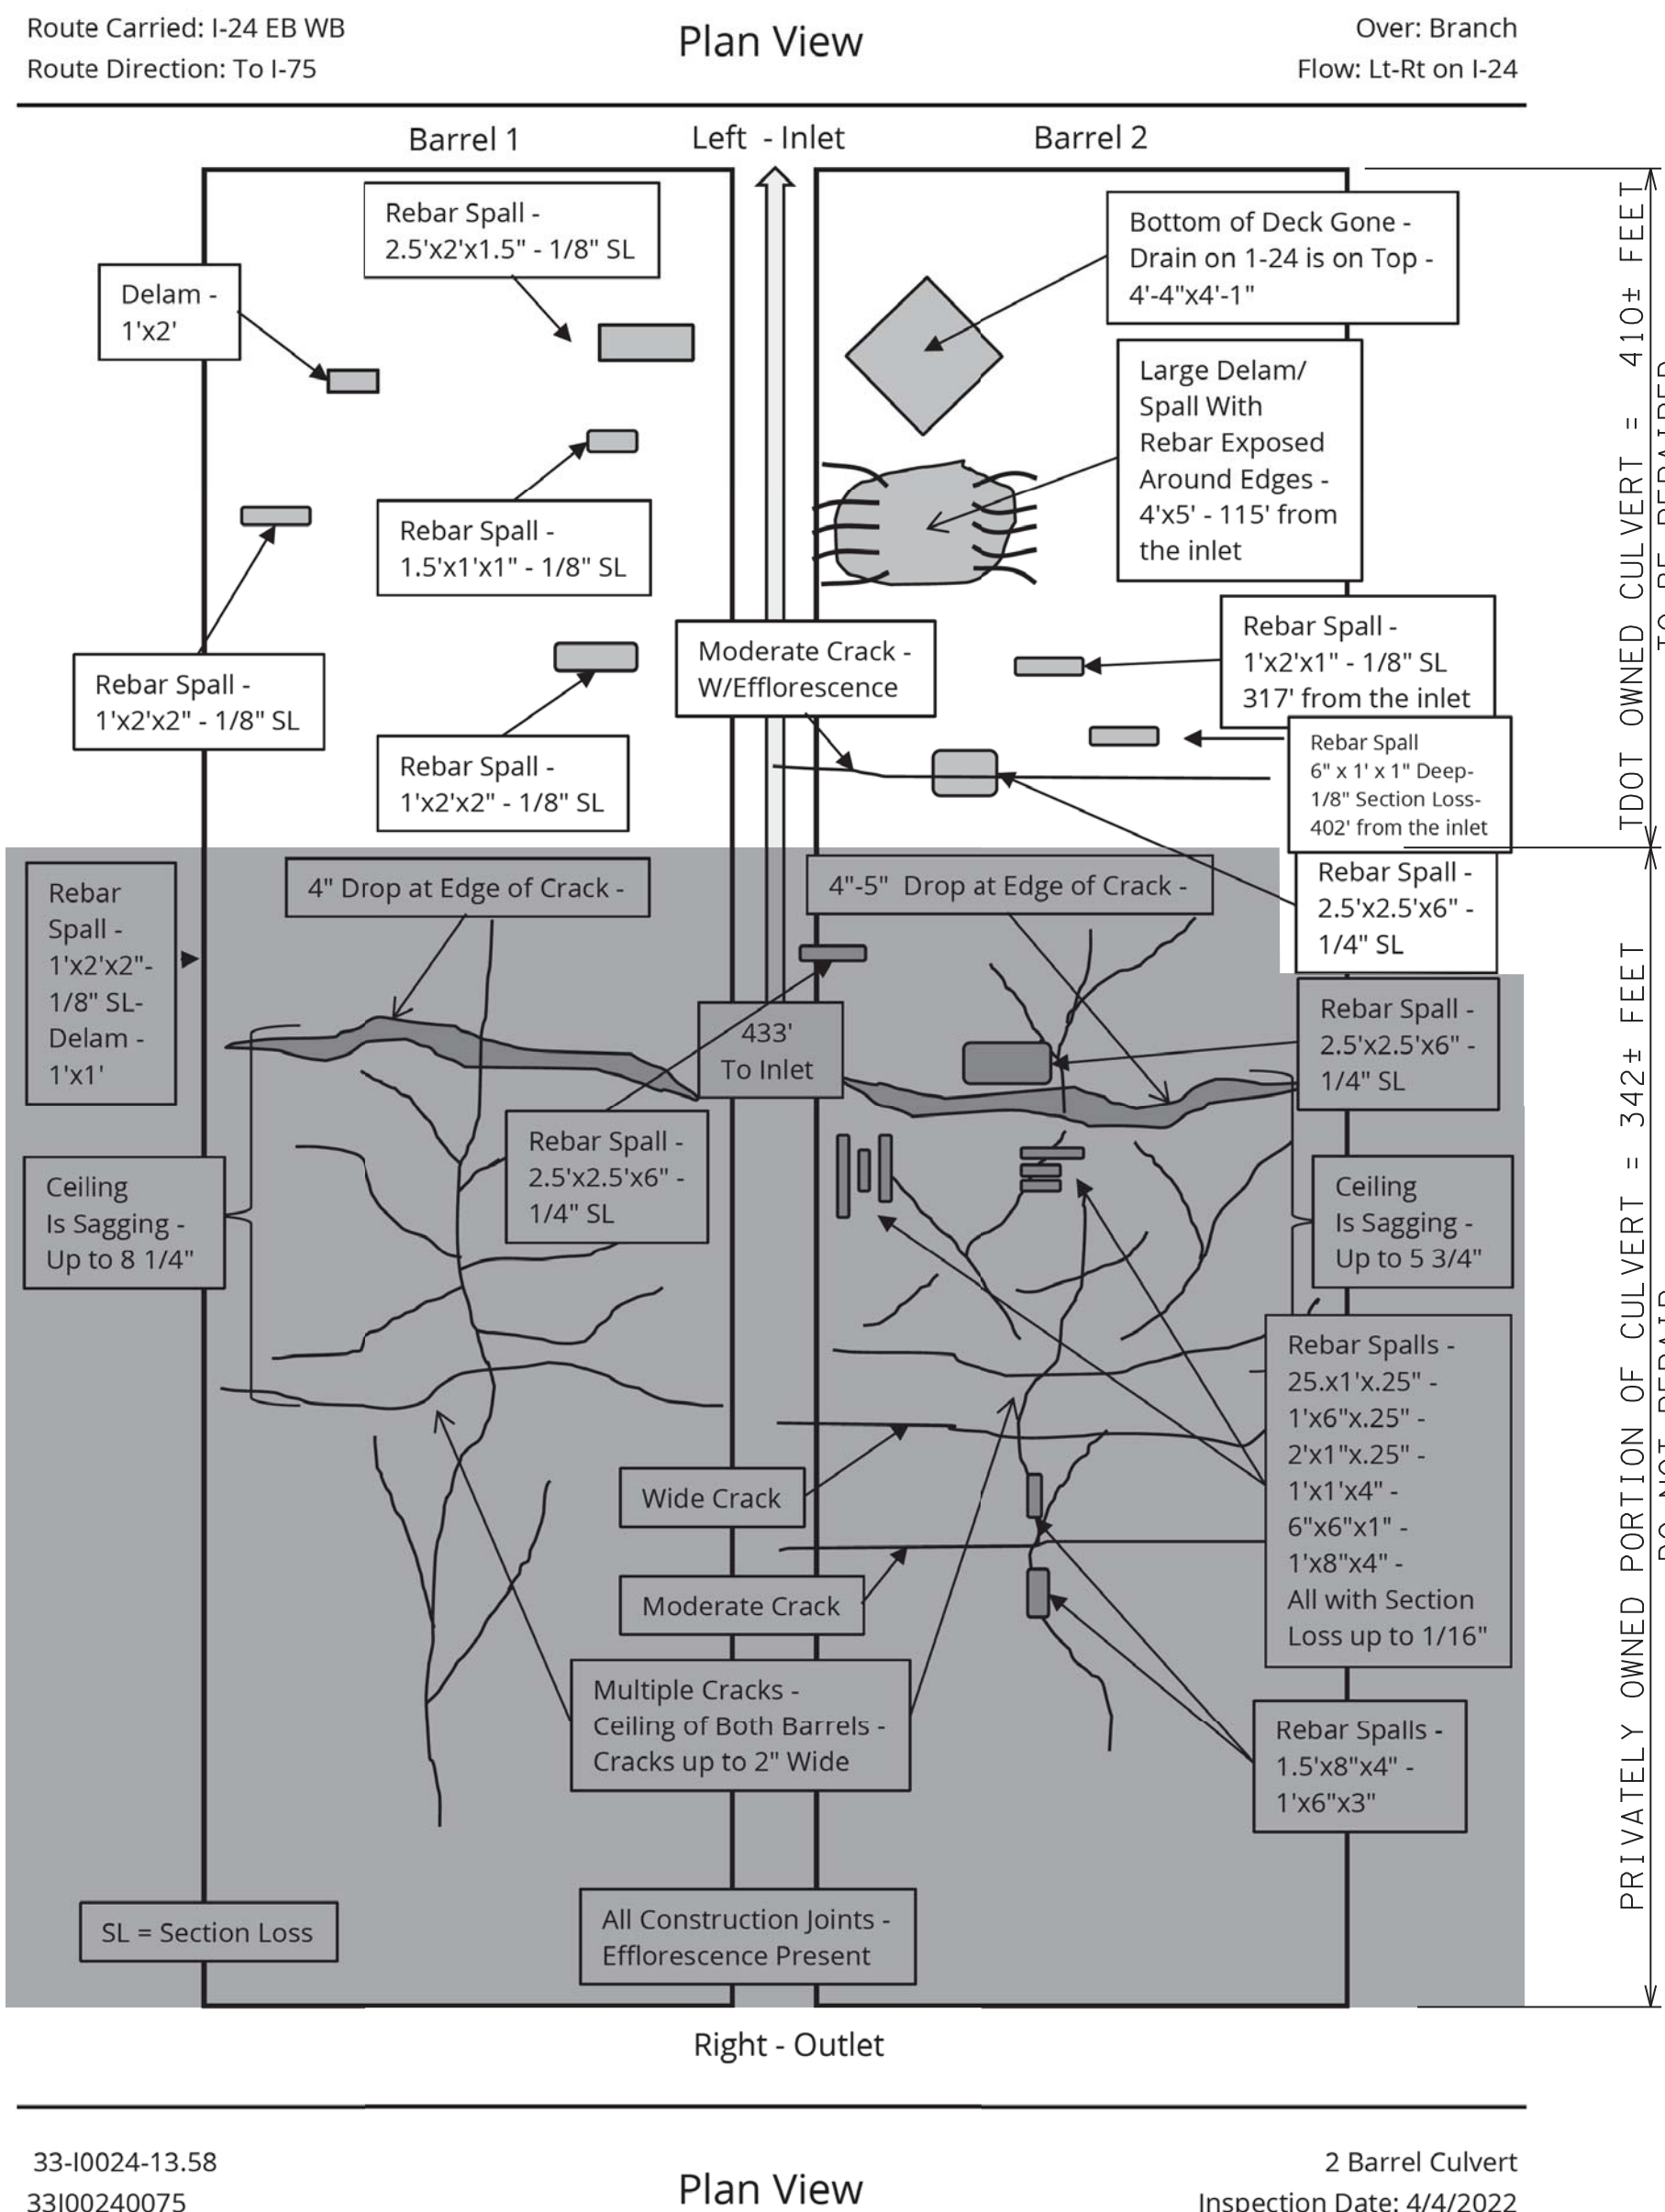 Route Carried: I-24 EB WB
Route Direction: To I-75
Plan View
Over: Branch
Flow: Lt-Rt on I-24
Barrel 1
Left - Inlet
Barrel 2
Rebar Spall -
2.5'x2'x1.5" - 1/8" SL
Delam -
1'x2'
Bottom of Deck Gone -
Drain on 1-24 is on Top -
4'-4"x4'-1"
Large Delam/
Spall With
Rebar Exposed
Around Edges -
4'x5' - 115' from
the inlet
Rebar Spall -
1.5'x1'x1" - 1/8" SL
Rebar Spall -
1'x2'x2" - 1/8" SL
Moderate Crack -
W/Efflorescence
Rebar Spall -
1'x2'x1" - 1/8" SL
317' from the inlet
Rebar Spall -
1'x2'x2" - 1/8" SL
Rebar Spall
6" x 1' x 1" Deep-
1/8" Section Loss-
402' from the inlet
TDOT OWNED CULVERT = 410± FEET
TO BE REPAIRED
Rebar
Spall -
1'x2'x2"-
1/8" SL-
Delam -
1'x1'
4" Drop at Edge of Crack -
4"-5" Drop at Edge of Crack -
Rebar Spall -
2.5'x2.5'x6" -
1/4" SL
433'
To Inlet
Rebar Spall -
2.5'x2.5'x6" -
1/4" SL
Rebar Spall -
2.5'x2.5'x6" -
1/4" SL
Ceiling
Is Sagging -
Up to 8 1/4"
Ceiling
Is Sagging -
Up to 5 3/4"
Rebar Spalls -
25.x1'x.25" -
1'x6"x.25" -
2'x1"x.25" -
1'x1'x4" -
6"x6"x1" -
1'x8"x4" -
All with Section
Loss up to 1/16"
Wide Crack
Moderate Crack
Multiple Cracks -
Ceiling of Both Barrels -
Cracks up to 2" Wide
Rebar Spalls -
1.5'x8"x4" -
1'x6"x3"
PRIVATELY OWNED PORTION OF CULVERT = 342± FEET
DO NOT REPAIR
SL = Section Loss
All Construction Joints -
Efflorescence Present
Right - Outlet
33-I0024-13.58
33I00240075
Plan View
2 Barrel Culvert
Inspection Date: 4/4/2022